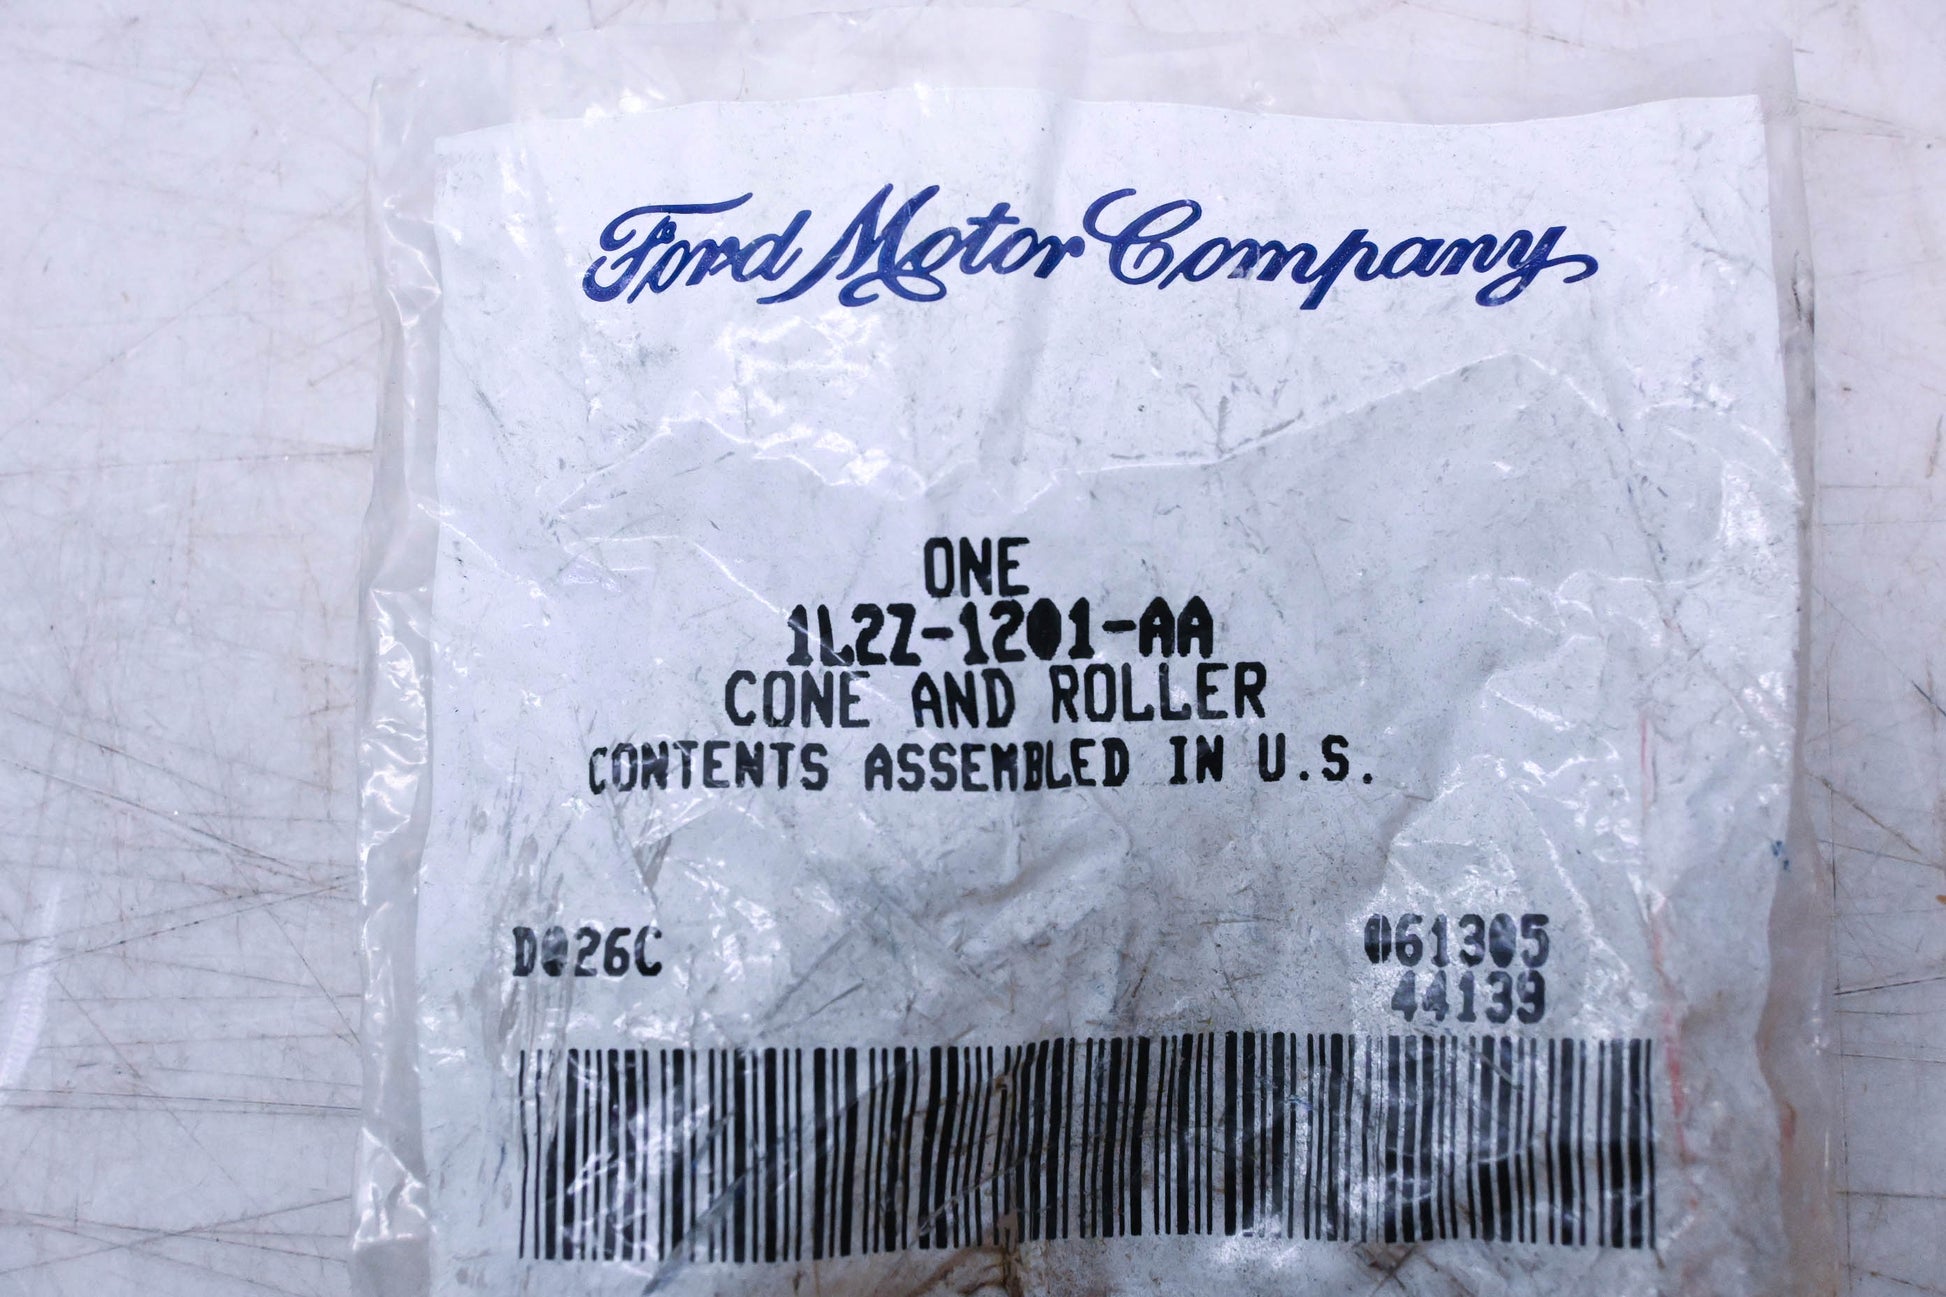 Ford Motor Company
ONE
1L2Z-1201-AA
CONE AND ROLLER
CONTENTS ASSEMBLED IN U.S.
D026C
061305
44139